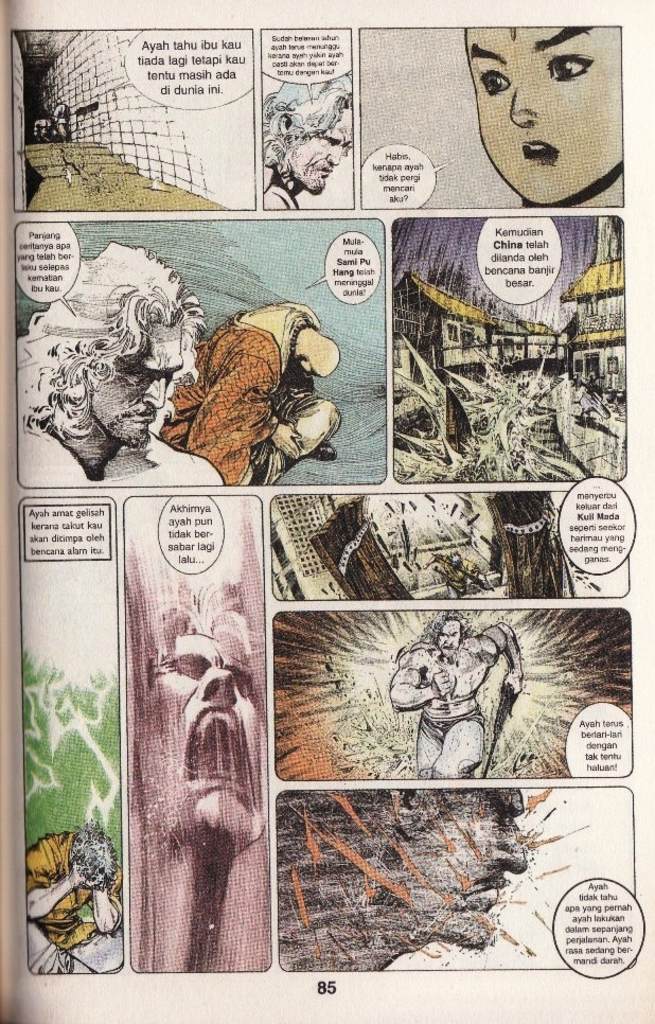 Ayah tahu ibu kau
tiada lagi tetapi kau
tentu masih ada
di dunia ini.
Sudah belasan tahun
ayah terus menunggu
kerana ayah yakin ayah
pasti akan dapat ber-
temu dengan kau!
Habis,
kenapa ayah
tidak pergi
mencari
aku?
Panjang
ceritanya apa
yang telah ber-
laku selepas
kematian
ibu kau.
Mula-
mula
Sami Pu
Hang telah
meninggal
dunia!
Kemudian
China telah
dilanda oleh
bencana banjir
besar.
Ayah amat gelisah
kerana takut kau
akan ditimpa oleh
bencana alam itu.
Akhirnya
ayah pun
tidak ber-
sabar lagi
lalu...
menyerbu
keluar dari
Kuil Mada
seperti seekor
harimau yang
sedang meng-
ganas.
Ayah terus
berlari-lari
dengan
tak tentu
haluan!
Ayah
tidak tahu
apa yang pernah
ayah lakukan
dalam sepanjang
perjalanan. Ayah
rasa sedang ber-
mandi darah.
85